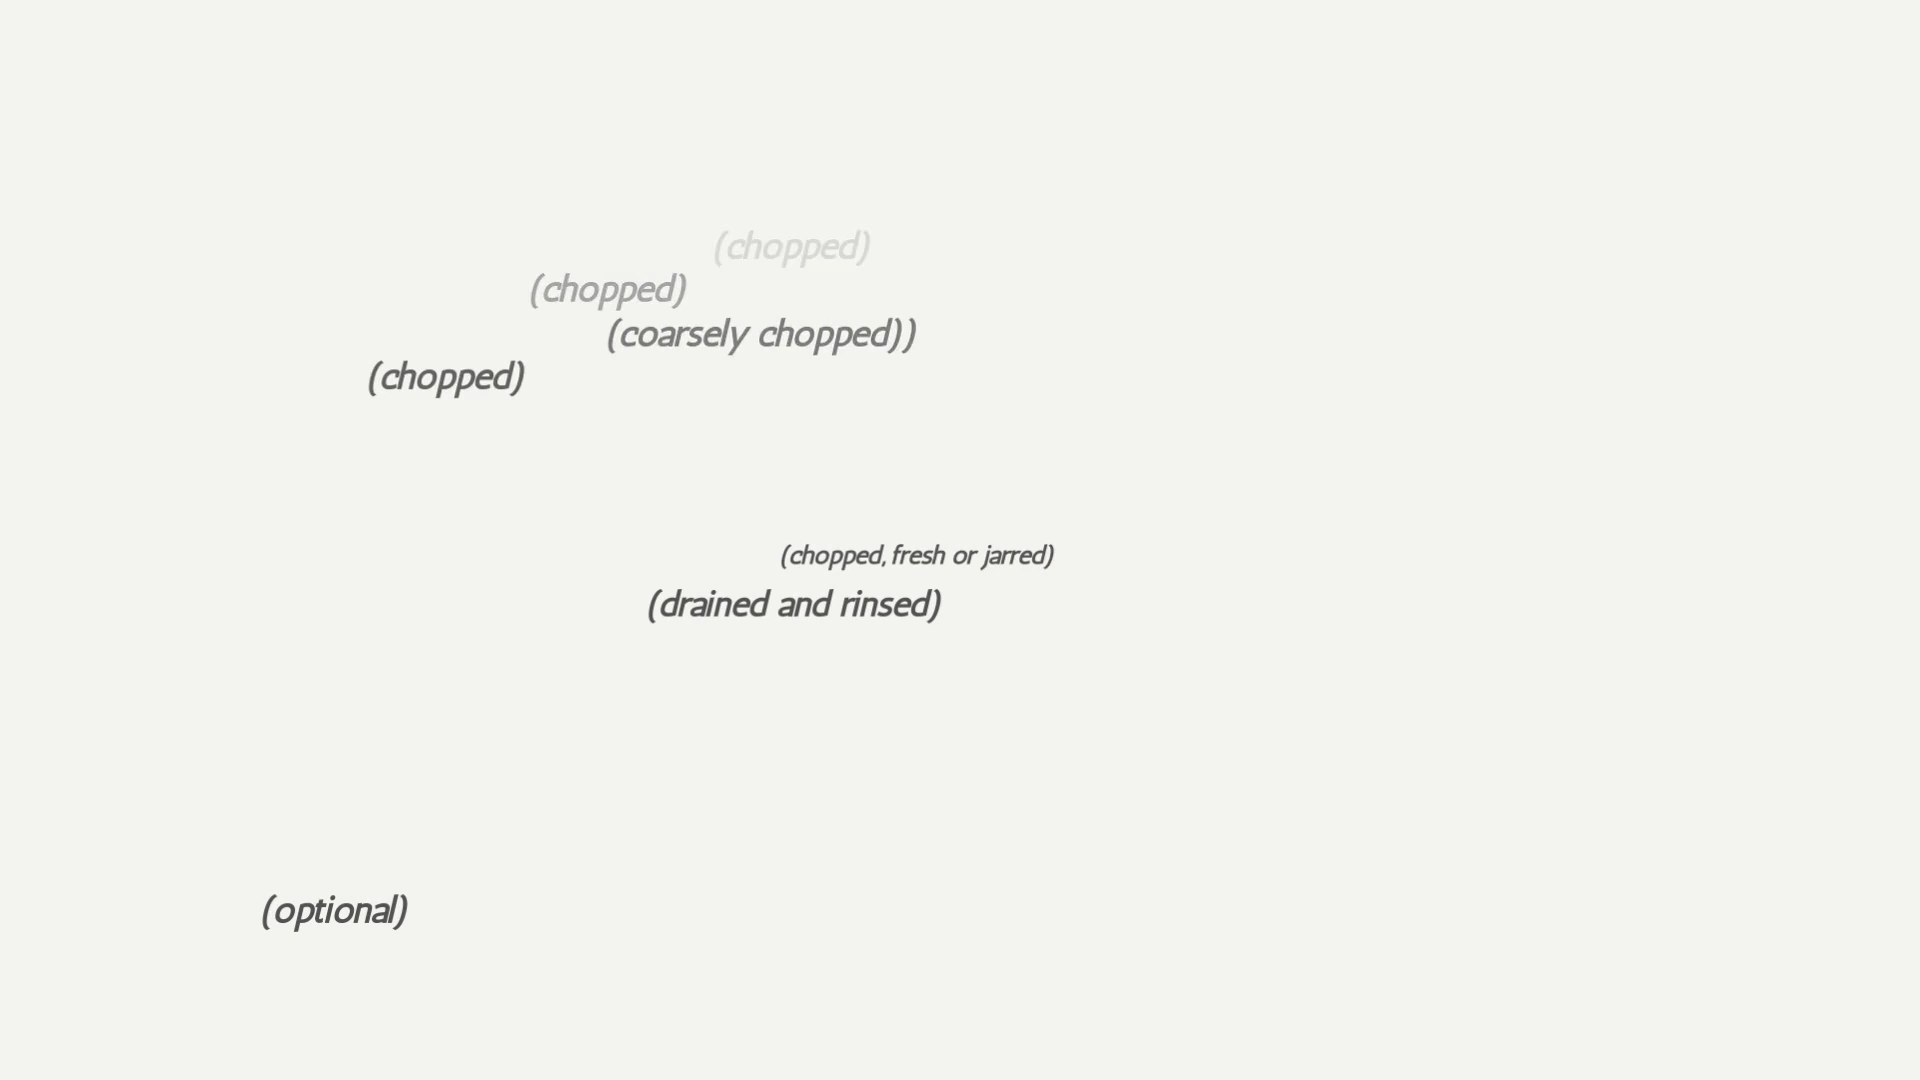 (chopped)
(chopped)
(coarsely chopped))
(chopped)
(chopped, fresh or jarred)
(drained and rinsed)
(optional)